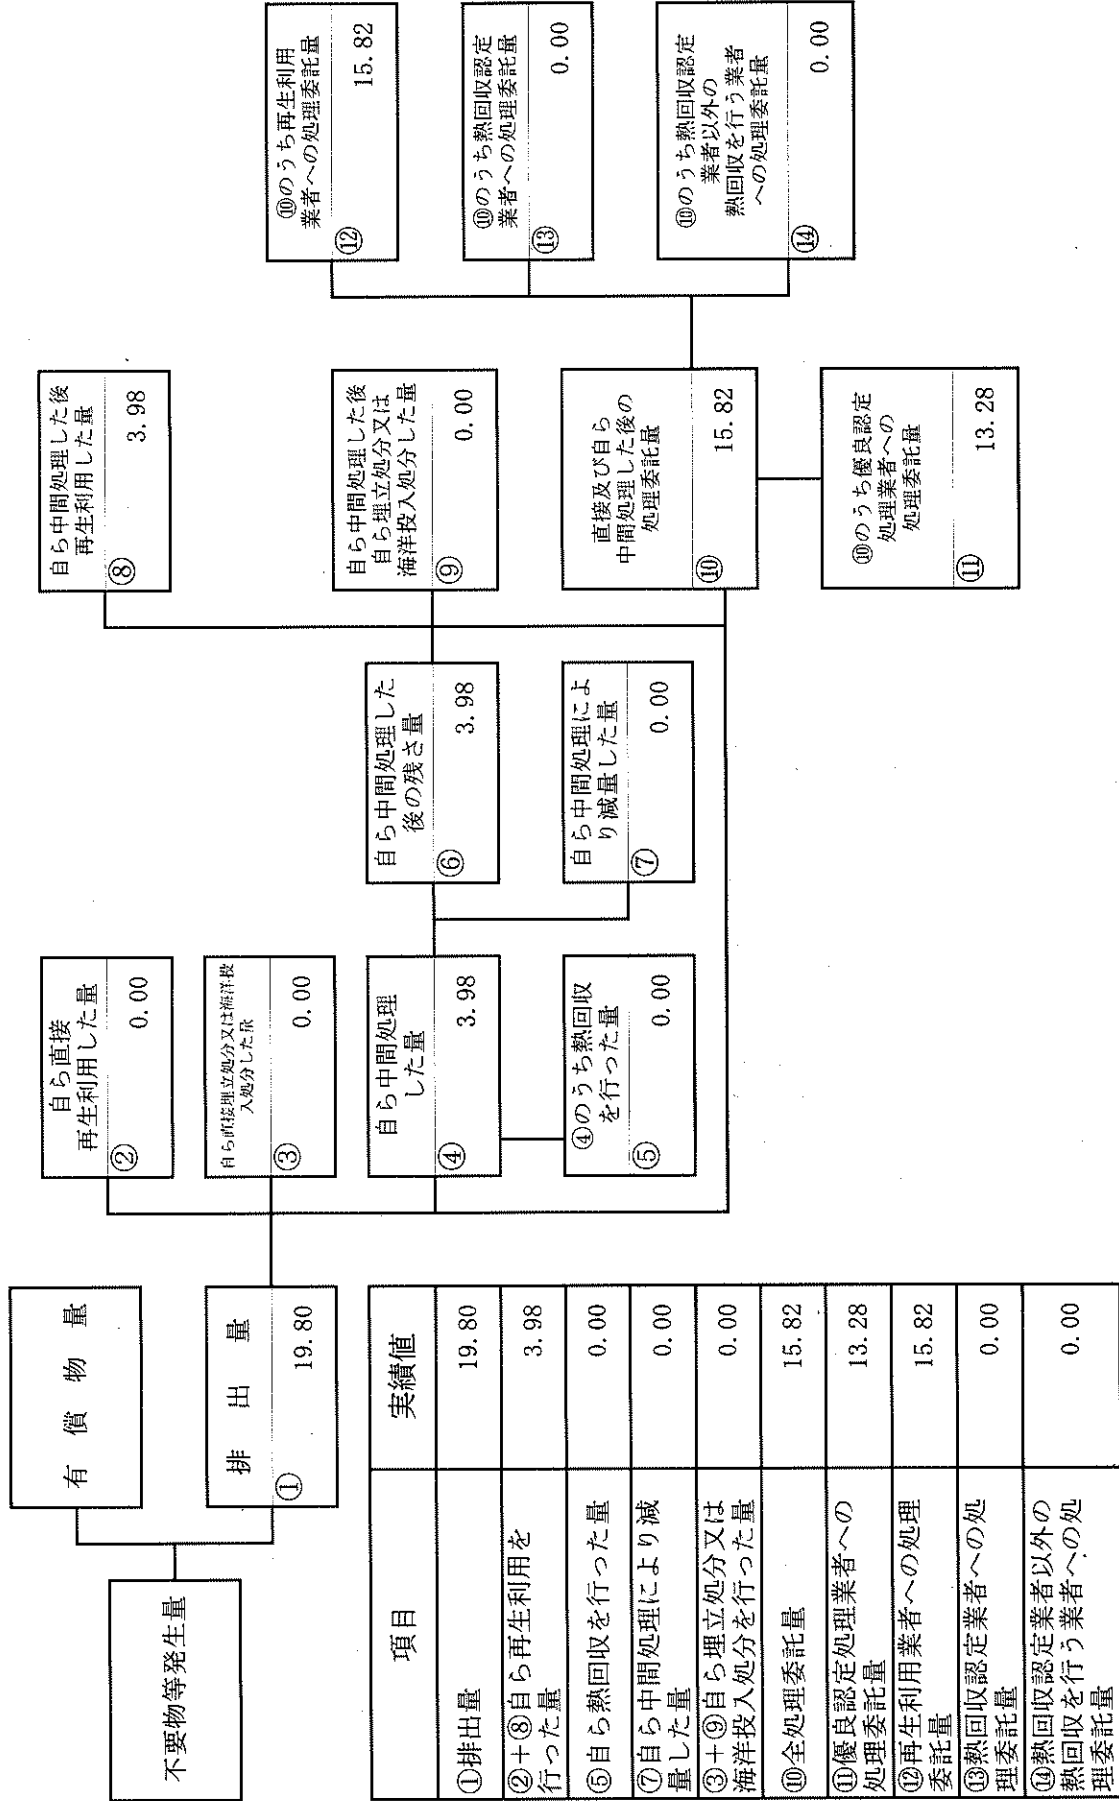 不要物等発生量
有償物量
排出量
① 19.80
自ら直接
再生利用した量
② 0.00
自ら直接埋立処分又は海洋投
入処分した量
③ 0.00
自ら中間処理
した量
④ 3.98
④のうち熱回収
を行った量
⑤ 0.00
自ら中間処理した
後の残さ量
⑥ 3.98
自ら中間処理によ
り減量した量
⑦ 0.00
自ら中間処理した後
再生利用した量
⑧ 3.98
自ら中間処理した後
自ら埋立処分又は
海洋投入処分した量
⑨ 0.00
直接及び自ら
中間処理した後の
処理委託量
⑩ 15.82
⑩のうち優良認定
処理業者への
処理委託量
⑪ 13.28
⑩のうち再生利用
業者への処理委託量
⑫ 15.82
⑩のうち熱回収認定
業者への処理委託量
⑬ 0.00
⑩のうち熱回収認定
業者以外の
熱回収を行う業者
への処理委託量
⑭ 0.00
項目 実績値
①排出量 19.80
②+⑧自ら再生利用を
行った量 3.98
⑤自ら熱回収を行った量 0.00
⑦自ら中間処理により減
量した量 0.00
③+⑨自ら埋立処分又は
海洋投入処分を行った量 0.00
⑩全処理委託量 15.82
⑪優良認定処理業者への
処理委託量 13.28
⑫再生利用業者への処理
委託量 15.82
⑬熱回収認定業者への処
理委託量 0.00
⑭熱回収認定業者以外の
熱回収を行う業者への処
理委託量 0.00